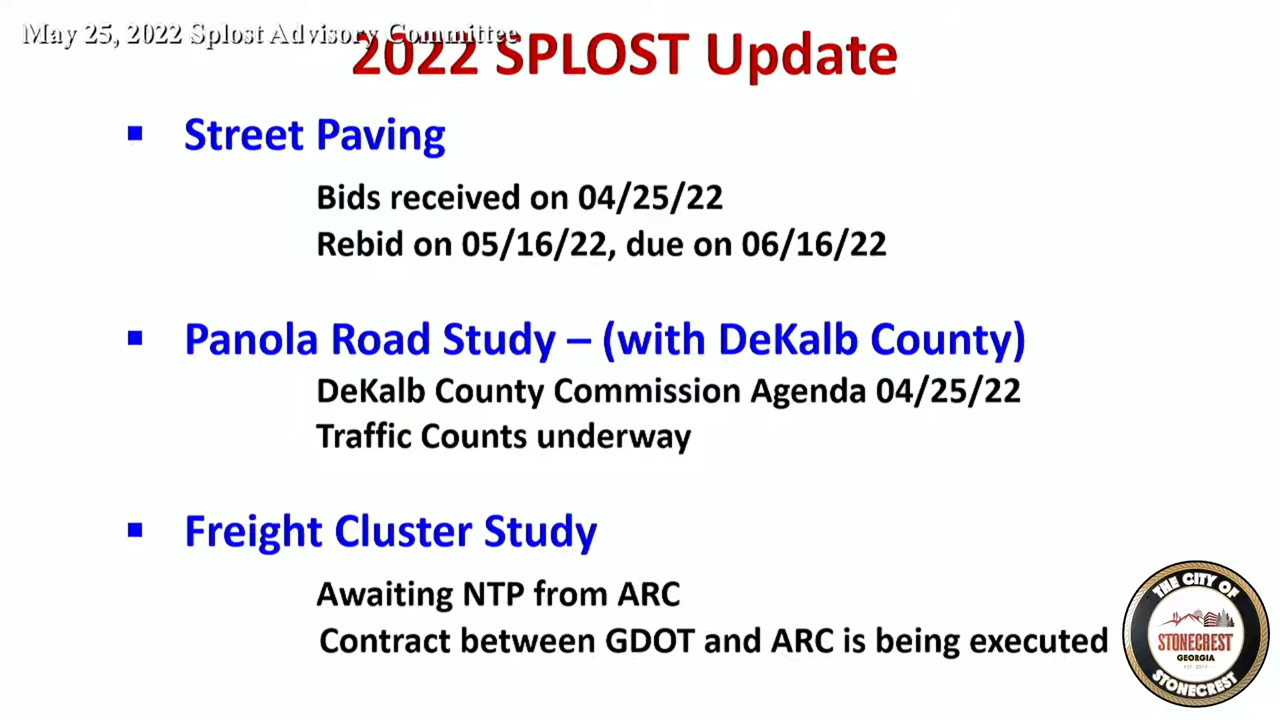 May 25, 2022 Splost Advisory Committee
2022 SPLOST Update
▪ Street Paving
Bids received on 04/25/22
Rebid on 05/16/22, due on 06/16/22
▪ Panola Road Study – (with DeKalb County)
DeKalb County Commission Agenda 04/25/22
Traffic Counts underway
▪ Freight Cluster Study
Awaiting NTP from ARC
Contract between GDOT and ARC is being executed
THE CITY OF
STONECREST
GEORGIA
EST. 2017
STONECREST